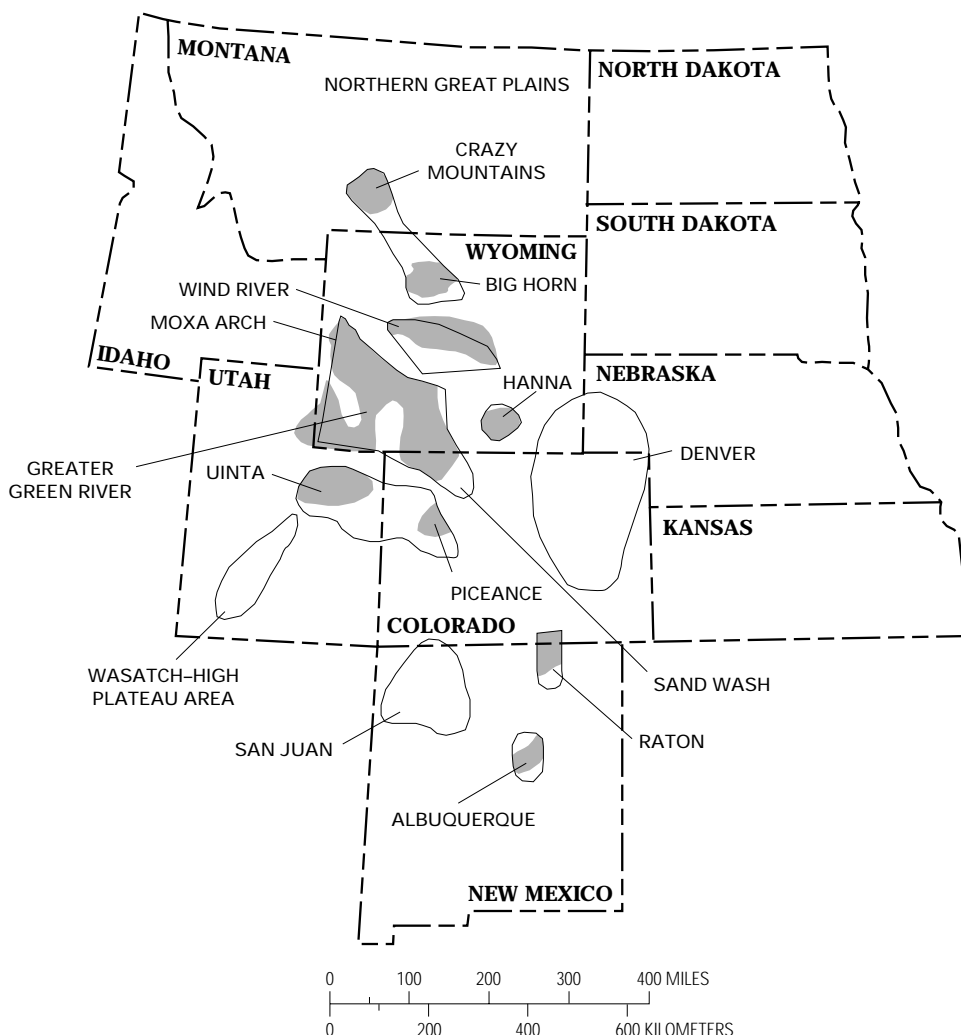 MONTANA
NORTH DAKOTA
NORTHERN GREAT PLAINS
CRAZY
MOUNTAINS
SOUTH DAKOTA
WYOMING
BIG HORN
WIND RIVER
MOXA ARCH
IDAHO
UTAH
HANNA
NEBRASKA
GREATER
GREEN RIVER
UINTA
DENVER
KANSAS
PICEANCE
COLORADO
WASATCH–HIGH
PLATEAU AREA
SAND WASH
SAN JUAN
RATON
ALBUQUERQUE
NEW MEXICO
0 100 200 300 400 MILES
0 200 400 600 KILOMETERS